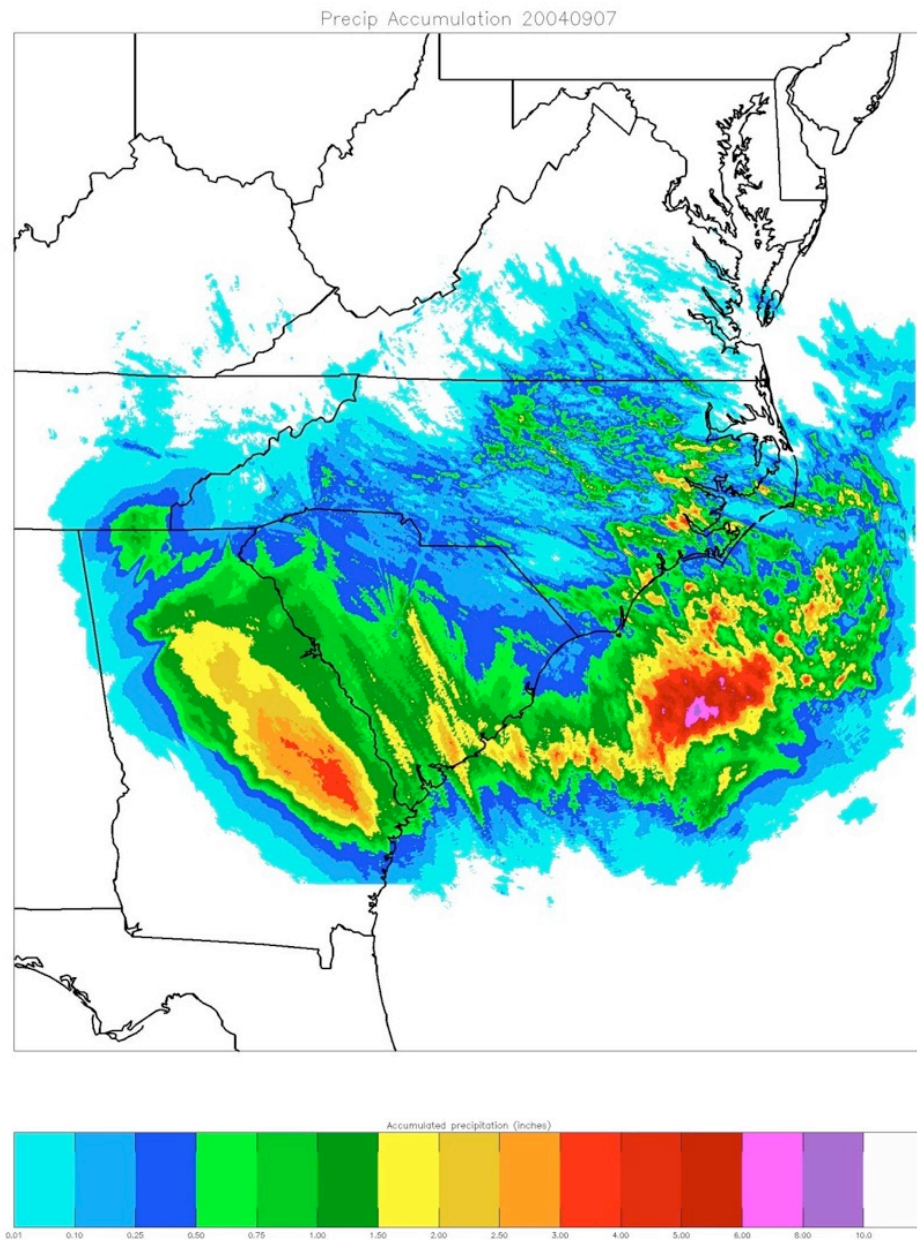 Precip Accumulation 20040907
Accumulated precipitation (inches)
0.01 0.10 0.25 0.50 0.75 1.00 1.50 2.00 2.50 3.00 4.00 5.00 6.00 8.00 10.0